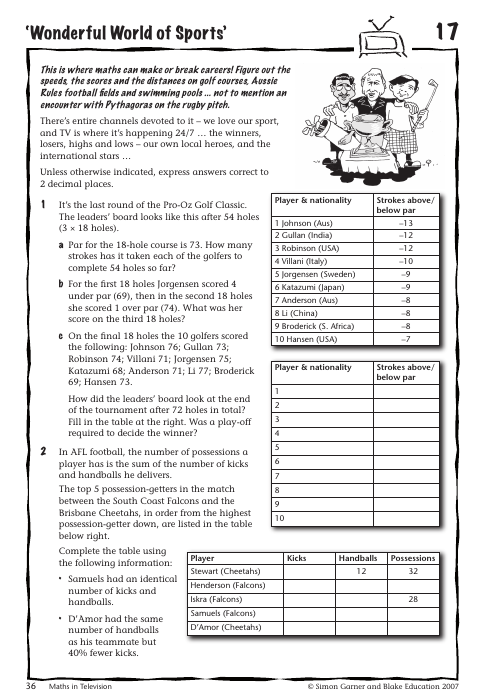 ‘Wonderful World of Sports’
17
This is where maths can make or break careers! Figure out the
speeds, the scores and the distances on golf courses, Aussie
Rules football fields and swimming pools ... not to mention an
encounter with Pythagoras on the rugby pitch.
There’s entire channels devoted to it – we love our sport,
and TV is where it’s happening 24/7 … the winners,
losers, highs and lows – our own local heroes, and the
international stars …
Unless otherwise indicated, express answers correct to
2 decimal places.
1 It’s the last round of the Pro-Oz Golf Classic.
The leaders’ board looks like this after 54 holes
(3 × 18 holes).
a Par for the 18-hole course is 73. How many
strokes has it taken each of the golfers to
complete 54 holes so far?
b For the first 18 holes Jorgensen scored 4
under par (69), then in the second 18 holes
she scored 1 over par (74). What was her
score on the third 18 holes?
c On the final 18 holes the 10 golfers scored
the following: Johnson 76; Gullan 73;
Robinson 74; Villani 71; Jorgensen 75;
Katazumi 68; Anderson 71; Li 77; Broderick
69; Hansen 73.
How did the leaders’ board look at the end
of the tournament after 72 holes in total?
Fill in the table at the right. Was a play-off
required to decide the winner?
Player & nationality Strokes above/
below par
1 Johnson (Aus) –13
2 Gullan (India) –12
3 Robinson (USA) –12
4 Villani (Italy) –10
5 Jorgensen (Sweden) –9
6 Katazumi (Japan) –9
7 Anderson (Aus) –8
8 Li (China) –8
9 Broderick (S. Africa) –8
10 Hansen (USA) –7
Player & nationality Strokes above/
below par
1
2
3
4
5
6
7
8
9
10
2 In AFL football, the number of possessions a
player has is the sum of the number of kicks
and handballs he delivers.
The top 5 possession-getters in the match
between the South Coast Falcons and the
Brisbane Cheetahs, in order from the highest
possession-getter down, are listed in the table
below right.
Complete the table using
the following information:
• Samuels had an identical
number of kicks and
handballs.
• D’Amor had the same
number of handballs
as his teammate but
40% fewer kicks.
Player Kicks Handballs Possessions
Stewart (Cheetahs) 12 32
Henderson (Falcons)
Iskra (Falcons) 28
Samuels (Falcons)
D’Amor (Cheetahs)
36 Maths in Television
© Simon Garner and Blake Education 2007